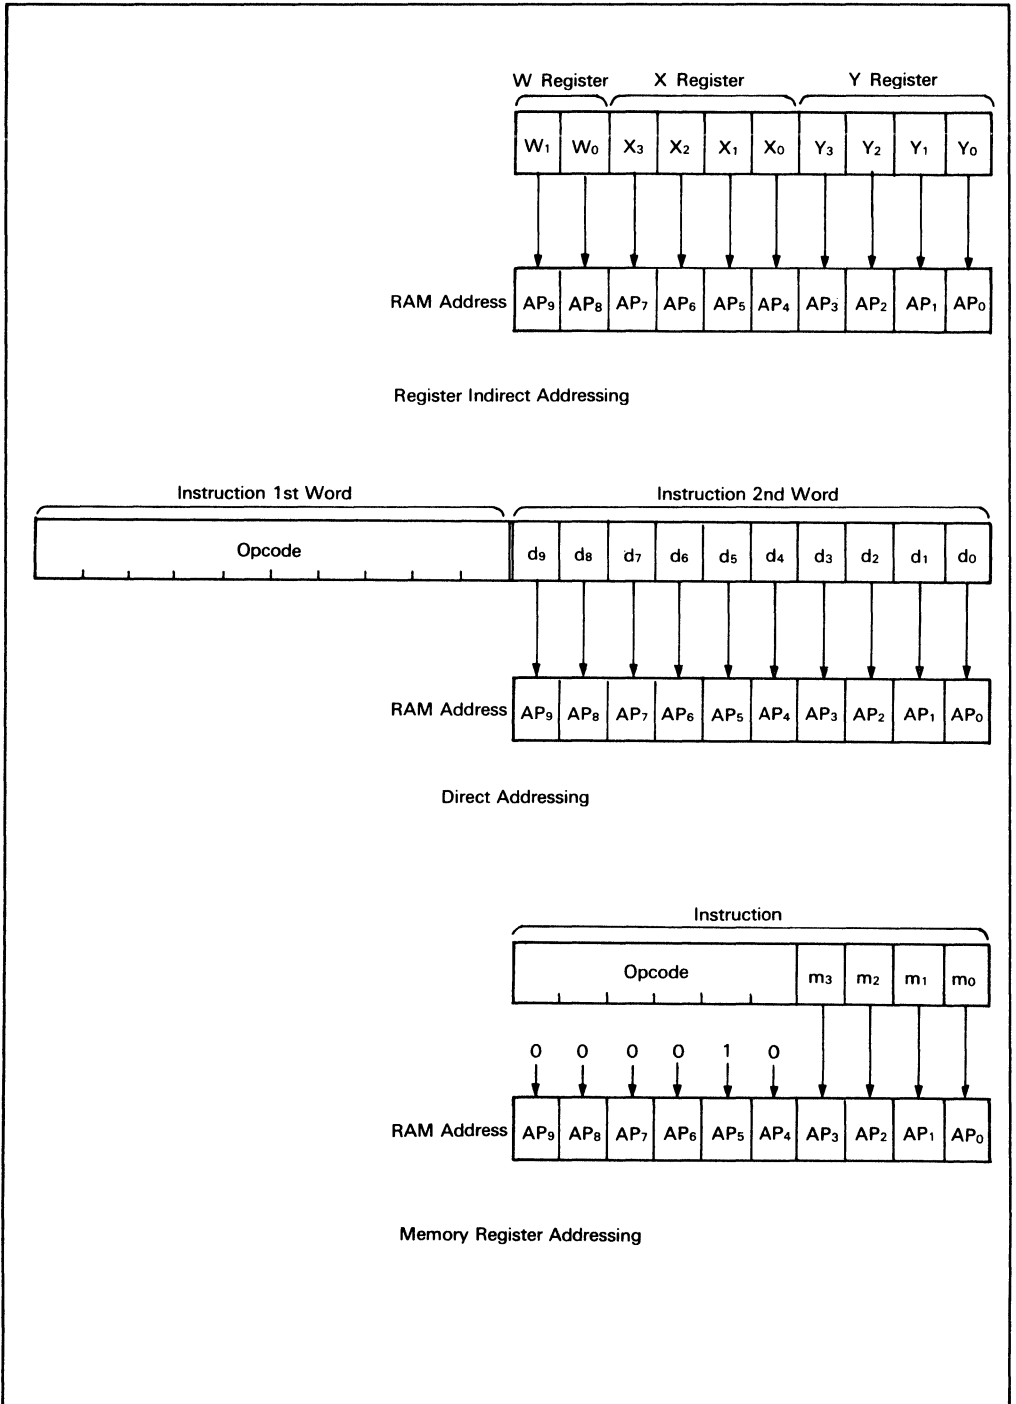 W Register X Register Y Register
W₁ W₀ X₃ X₂ X₁ X₀ Y₃ Y₂ Y₁ Y₀
RAM Address AP₉ AP₈ AP₇ AP₆ AP₅ AP₄ AP₃ AP₂ AP₁ AP₀
Register Indirect Addressing
Instruction 1st Word Instruction 2nd Word
Opcode d₉ d₈ d₇ d₆ d₅ d₄ d₃ d₂ d₁ d₀
RAM Address AP₉ AP₈ AP₇ AP₆ AP₅ AP₄ AP₃ AP₂ AP₁ AP₀
Direct Addressing
Instruction
Opcode m₃ m₂ m₁ m₀
0 0 0 0 1 0
RAM Address AP₉ AP₈ AP₇ AP₆ AP₅ AP₄ AP₃ AP₂ AP₁ AP₀
Memory Register Addressing